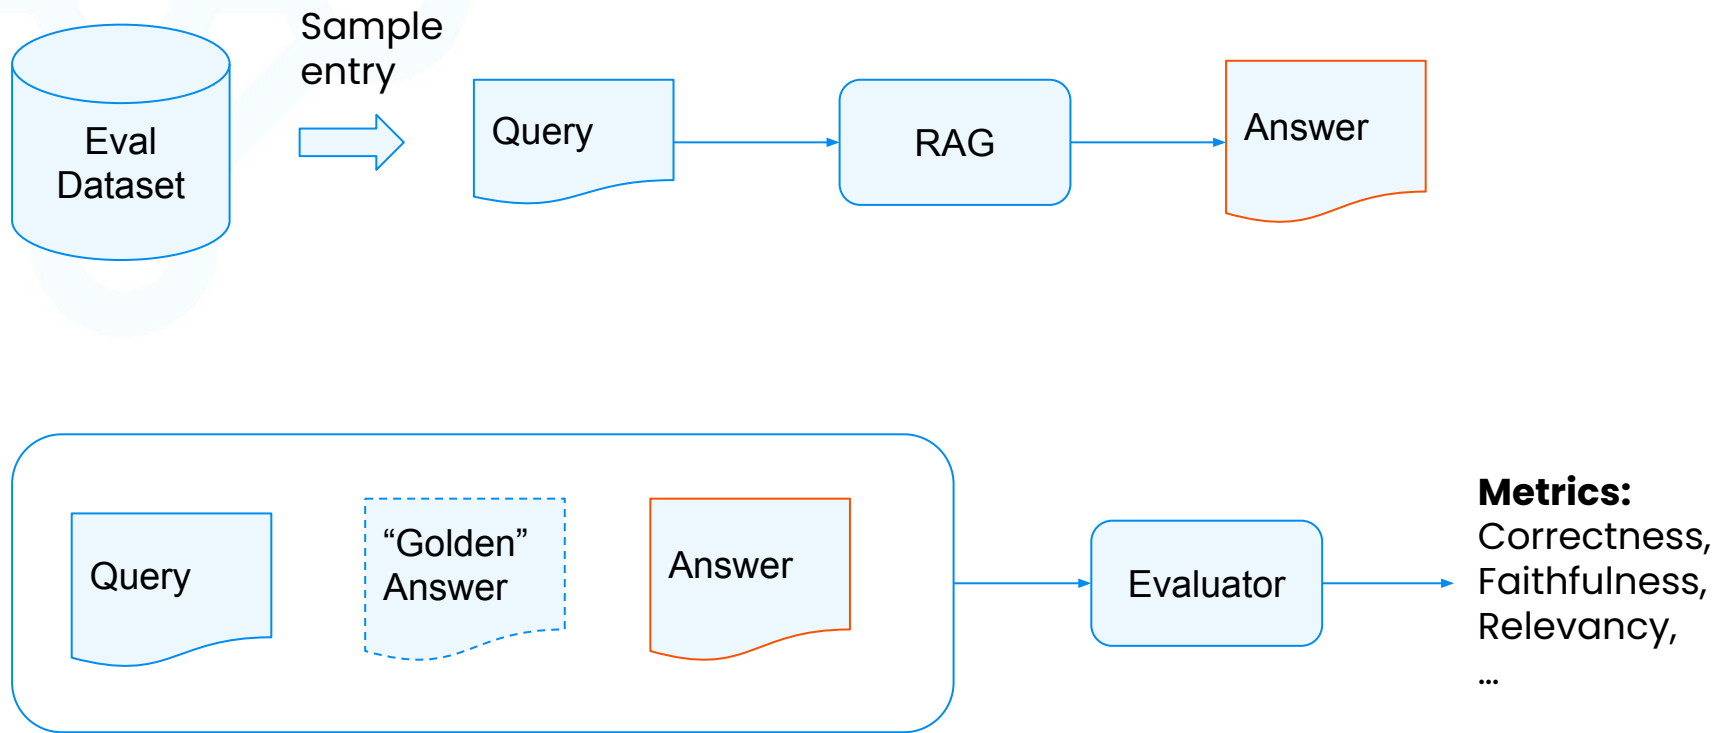 Sample
entry
Eval
Dataset
Query
RAG
Answer
Query
“Golden”
Answer
Answer
Evaluator
Metrics:
Correctness,
Faithfulness,
Relevancy,
...